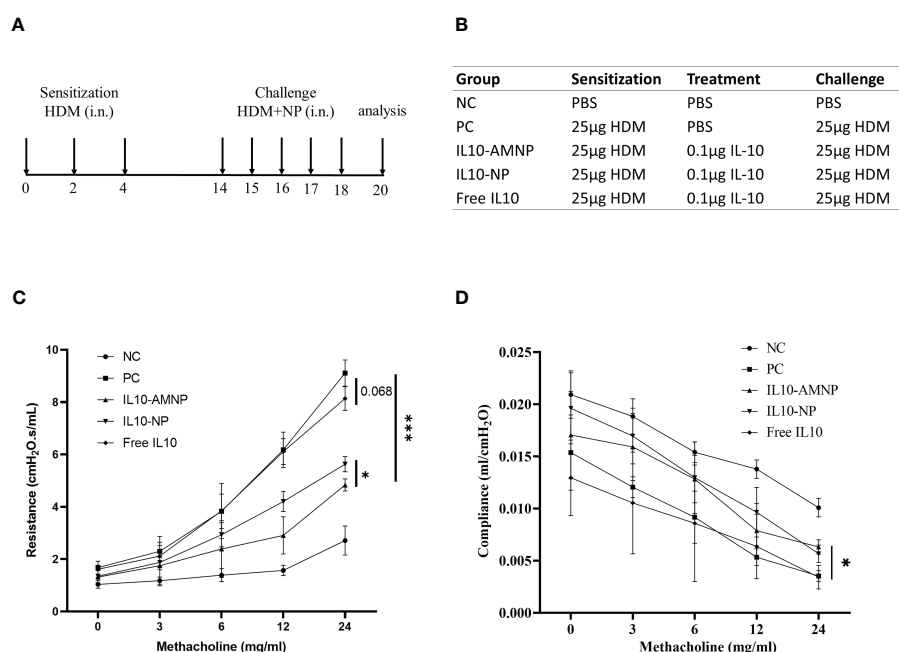 A
Sensitization
HDM (i.n.)
Challenge
HDM+NP (i.n.)
analysis
0 2 4 14 15 16 17 18 20
B
Group Sensitization Treatment Challenge
NC PBS PBS PBS
PC 25µg HDM PBS 25µg HDM
IL10-AMNP 25µg HDM 0.1µg IL-10 25µg HDM
IL10-NP 25µg HDM 0.1µg IL-10 25µg HDM
Free IL10 25µg HDM 0.1µg IL-10 25µg HDM
C
Resistance (cmH₂O.s/mL)
10
8
6
4
2
0
NC
PC
IL10-AMNP
IL10-NP
Free IL10
0.068
***
*
0 3 6 12 24
Methacholine (mg/ml)
D
Compliance (ml/cmH₂O)
0.025
0.020
0.015
0.010
0.005
0.000
NC
PC
IL10-AMNP
IL10-NP
Free IL10
*
0 3 6 12 24
Methacholine (mg/ml)